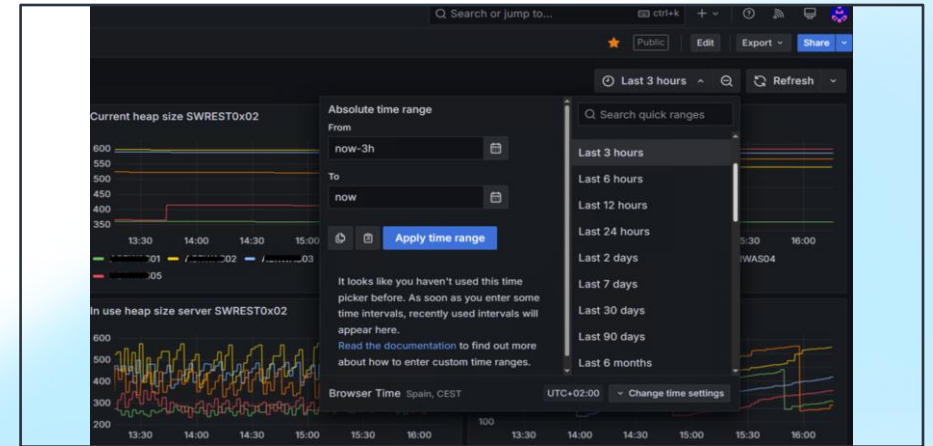 Search or jump to... ctrl+k
Public Edit Export Share
Last 3 hours Refresh
Current heap size SWREST0x02
600
550
500
450
400
350
13:30 14:00 14:30 15:00
01 02 03
05
Absolute time range
From
now-3h
To
now
Apply time range
It looks like you haven't used this time
picker before. As soon as you enter some
time intervals, recently used intervals will
appear here.
Read the documentation to find out more
about how to enter custom time ranges.
Search quick ranges
Last 3 hours
Last 6 hours
Last 12 hours
Last 24 hours
Last 2 days
Last 7 days
Last 30 days
Last 90 days
Last 6 months
Browser Time Spain, CEST UTC+02:00 Change time settings
5:30 16:00
WAS04
In use heap size server SWREST0x02
600
500
400
300
200
13:30 14:00 14:30 15:00 15:30 16:00
100
13:30 14:00 14:30 15:00 15:30 16:00